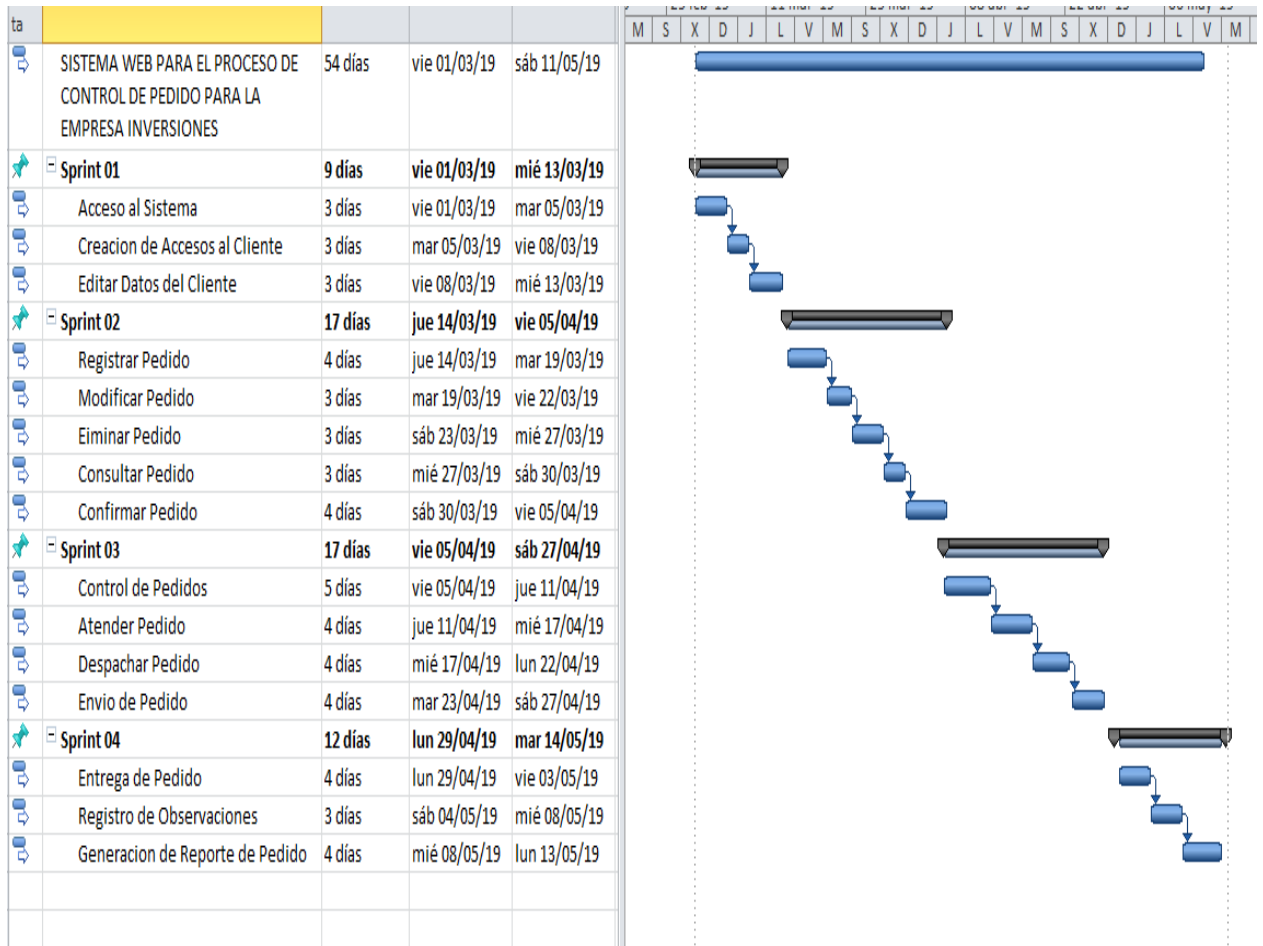 ta
M S X D J L V M S X D J L V M S X D J L V M
SISTEMA WEB PARA EL PROCESO DE 54 días vie 01/03/19 sáb 11/05/19
CONTROL DE PEDIDO PARA LA
EMPRESA INVERSIONES
Sprint 01 9 días vie 01/03/19 mié 13/03/19
Acceso al Sistema 3 días vie 01/03/19 mar 05/03/19
Creacion de Accesos al Cliente 3 días mar 05/03/19 vie 08/03/19
Editar Datos del Cliente 3 días vie 08/03/19 mié 13/03/19
Sprint 02 17 días jue 14/03/19 vie 05/04/19
Registrar Pedido 4 días jue 14/03/19 mar 19/03/19
Modificar Pedido 3 días mar 19/03/19 vie 22/03/19
Eiminar Pedido 3 días sáb 23/03/19 mié 27/03/19
Consultar Pedido 3 días mié 27/03/19 sáb 30/03/19
Confirmar Pedido 4 días sáb 30/03/19 vie 05/04/19
Sprint 03 17 días vie 05/04/19 sáb 27/04/19
Control de Pedidos 5 días vie 05/04/19 jue 11/04/19
Atender Pedido 4 días jue 11/04/19 mié 17/04/19
Despachar Pedido 4 días mié 17/04/19 lun 22/04/19
Envio de Pedido 4 días mar 23/04/19 sáb 27/04/19
Sprint 04 12 días lun 29/04/19 mar 14/05/19
Entrega de Pedido 4 días lun 29/04/19 vie 03/05/19
Registro de Observaciones 3 días sáb 04/05/19 mié 08/05/19
Generacion de Reporte de Pedido 4 días mié 08/05/19 lun 13/05/19